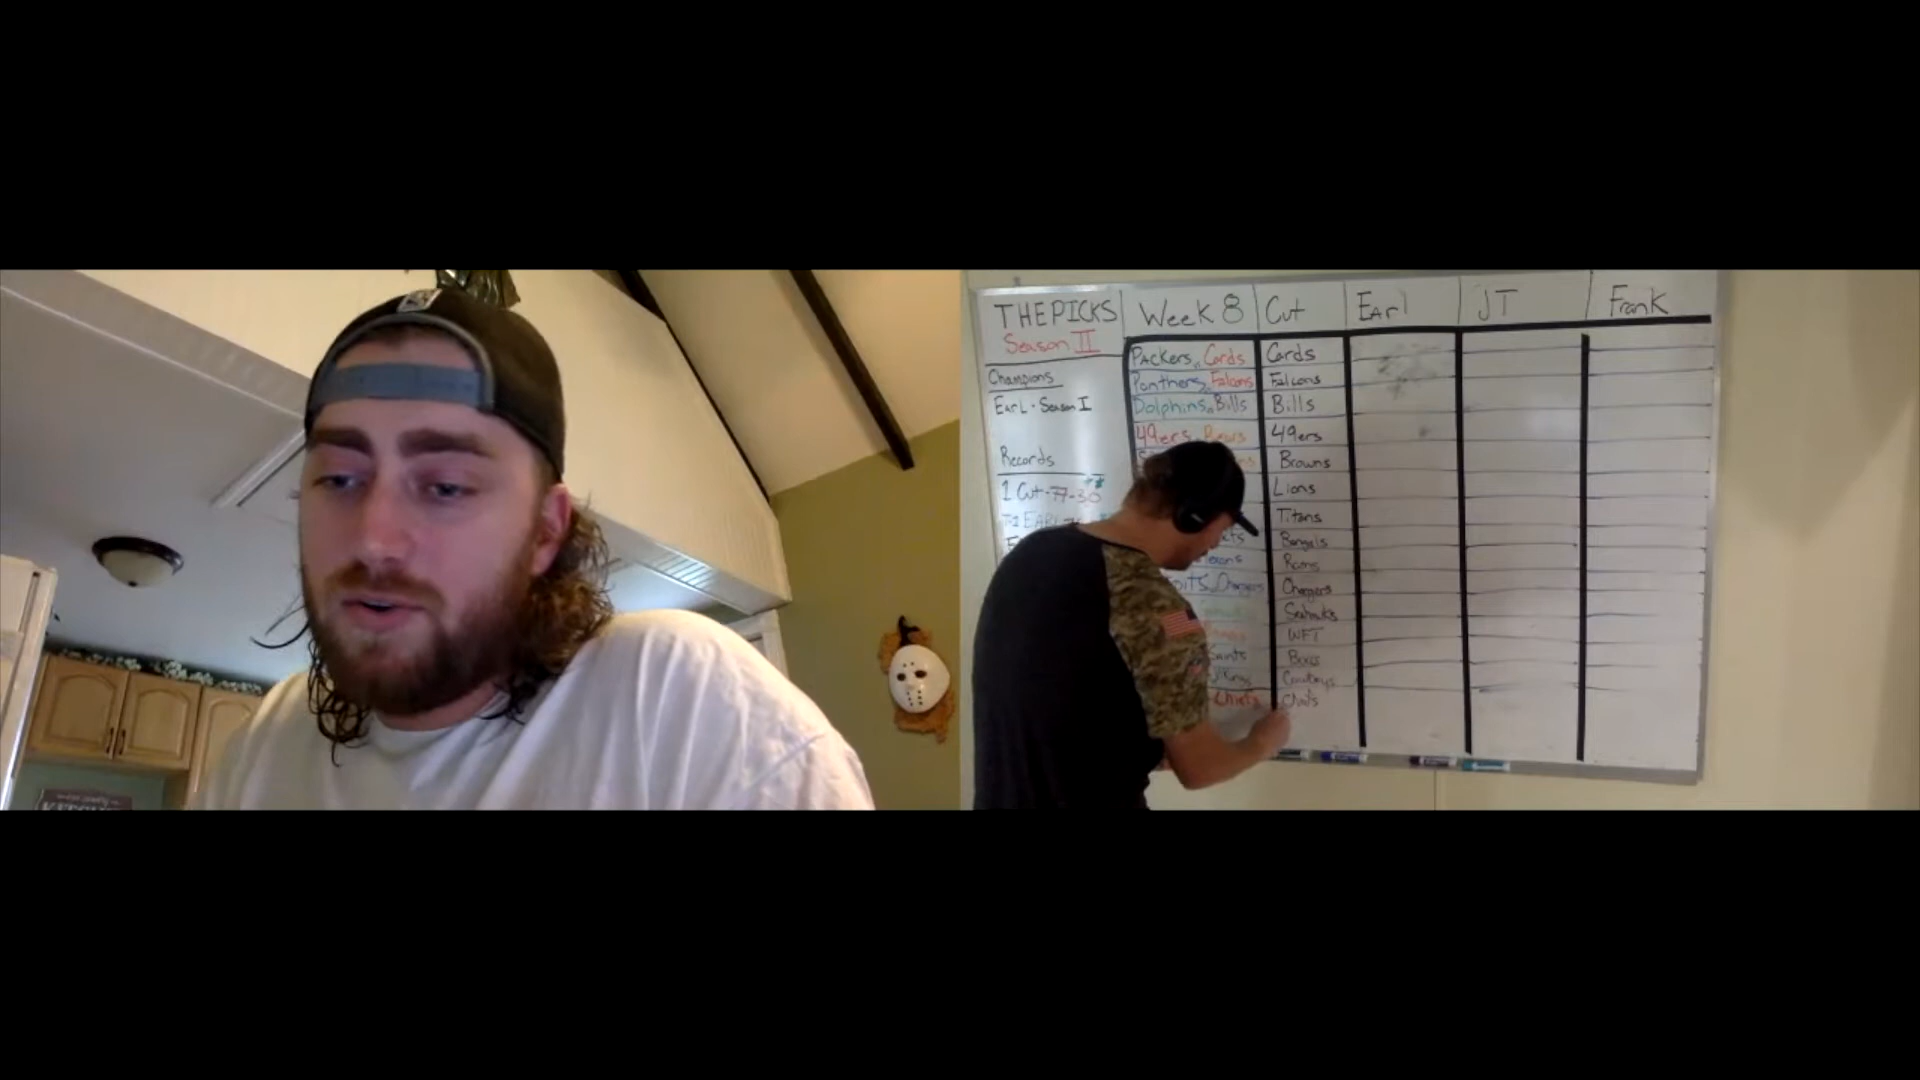 THE PICKS
Season II
Champions
Earl - Season I
Records
1 Cut - 77-30
Week 8
Packers vs Cards
Panthers vs Falcons
Dolphins vs Bills
49ers vs Bears
Chargers
Saints
Vikings
Chiefs
Cut
Cards
Falcons
Bills
49ers
Browns
Lions
Titans
Bengals
Rams
Chargers
Seahawks
WFT
Bucs
Cowboys
Chiefs
Earl
JT
Frank